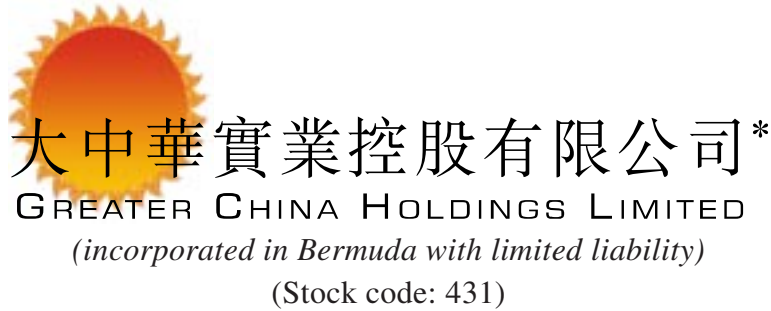 大中華實業控股有限公司*
GREATER CHINA HOLDINGS LIMITED
(incorporated in Bermuda with limited liability)
(Stock code: 431)